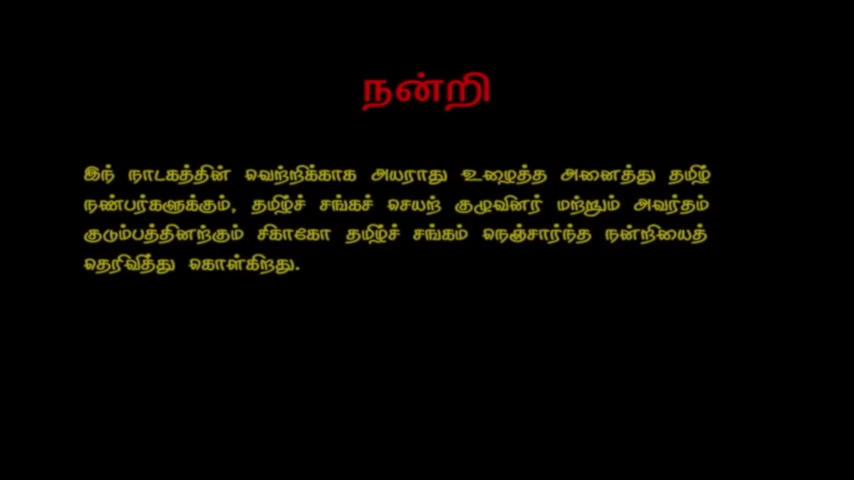 நன்றி
இந் நாடகத்தின் வெற்றிக்காக அயராது உழைத்த அனைத்து தமிழ்
நண்பர்களுக்கும், தமிழ்ச் சங்கச் செயற் குழுவினர் மற்றும் அவர்தம்
குடும்பத்தினற்கும் சிகாகோ தமிழ்ச் சங்கம் நெஞ்சார்ந்த நன்றியைத்
தெரிவித்து கொள்கிறது.